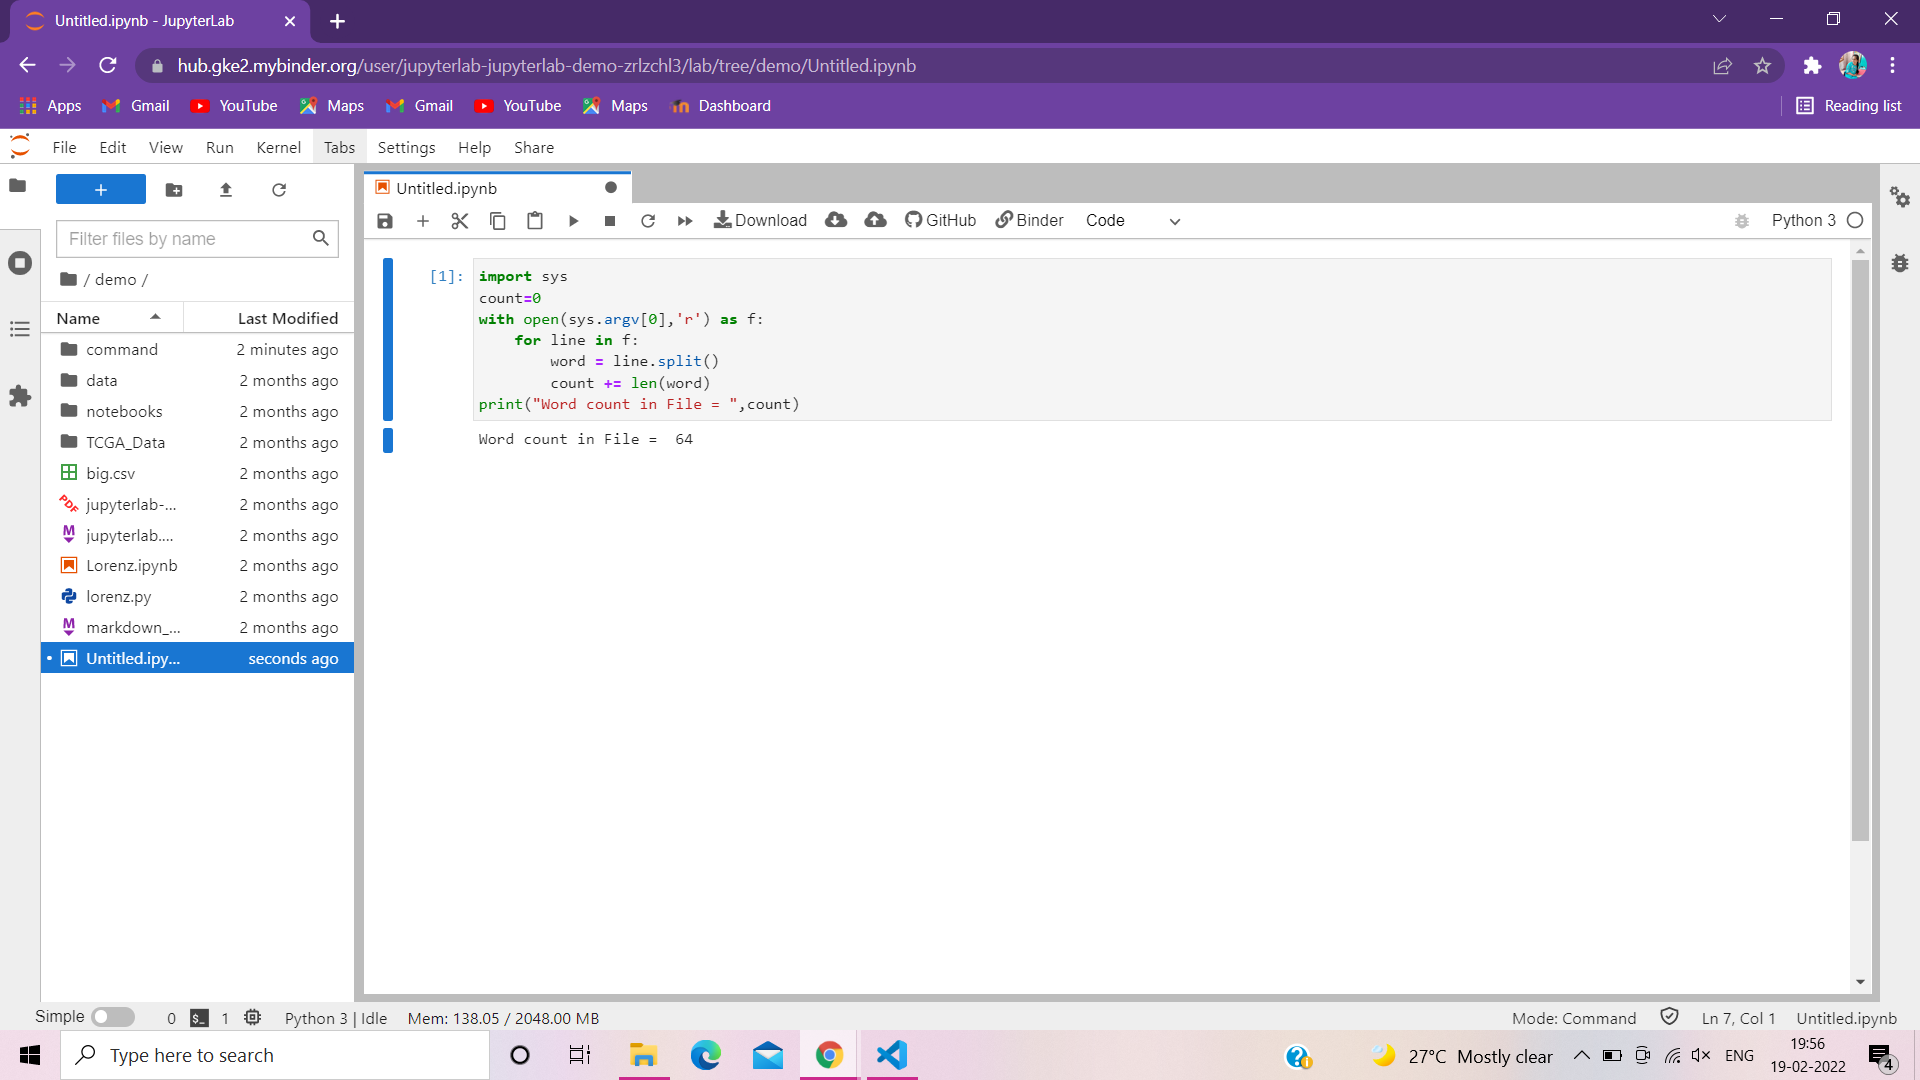 Untitled.ipynb - JupyterLab
hub.gke2.mybinder.org/user/jupyterlab-jupyterlab-demo-zrlzchl3/lab/tree/demo/Untitled.ipynb
Apps Gmail YouTube Maps Gmail YouTube Maps Dashboard Reading list
File Edit View Run Kernel Tabs Settings Help Share
Untitled.ipynb
Download GitHub Binder Code Python 3
Filter files by name
/ demo /
Name Last Modified
command 2 minutes ago
data 2 months ago
notebooks 2 months ago
TCGA_Data 2 months ago
big.csv 2 months ago
jupyterlab-... 2 months ago
jupyterlab.... 2 months ago
Lorenz.ipynb 2 months ago
lorenz.py 2 months ago
markdown_... 2 months ago
Untitled.ipy... seconds ago
[1]: import sys
count=0
with open(sys.argv[0],'r') as f:
    for line in f:
        word = line.split()
        count += len(word)
print("Word count in File = ",count)
Word count in File =  64
Simple 0 1 Python 3 | Idle Mem: 138.05 / 2048.00 MB Mode: Command Ln 7, Col 1 Untitled.ipynb
Type here to search 27°C Mostly clear ENG 19:56
19-02-2022 4